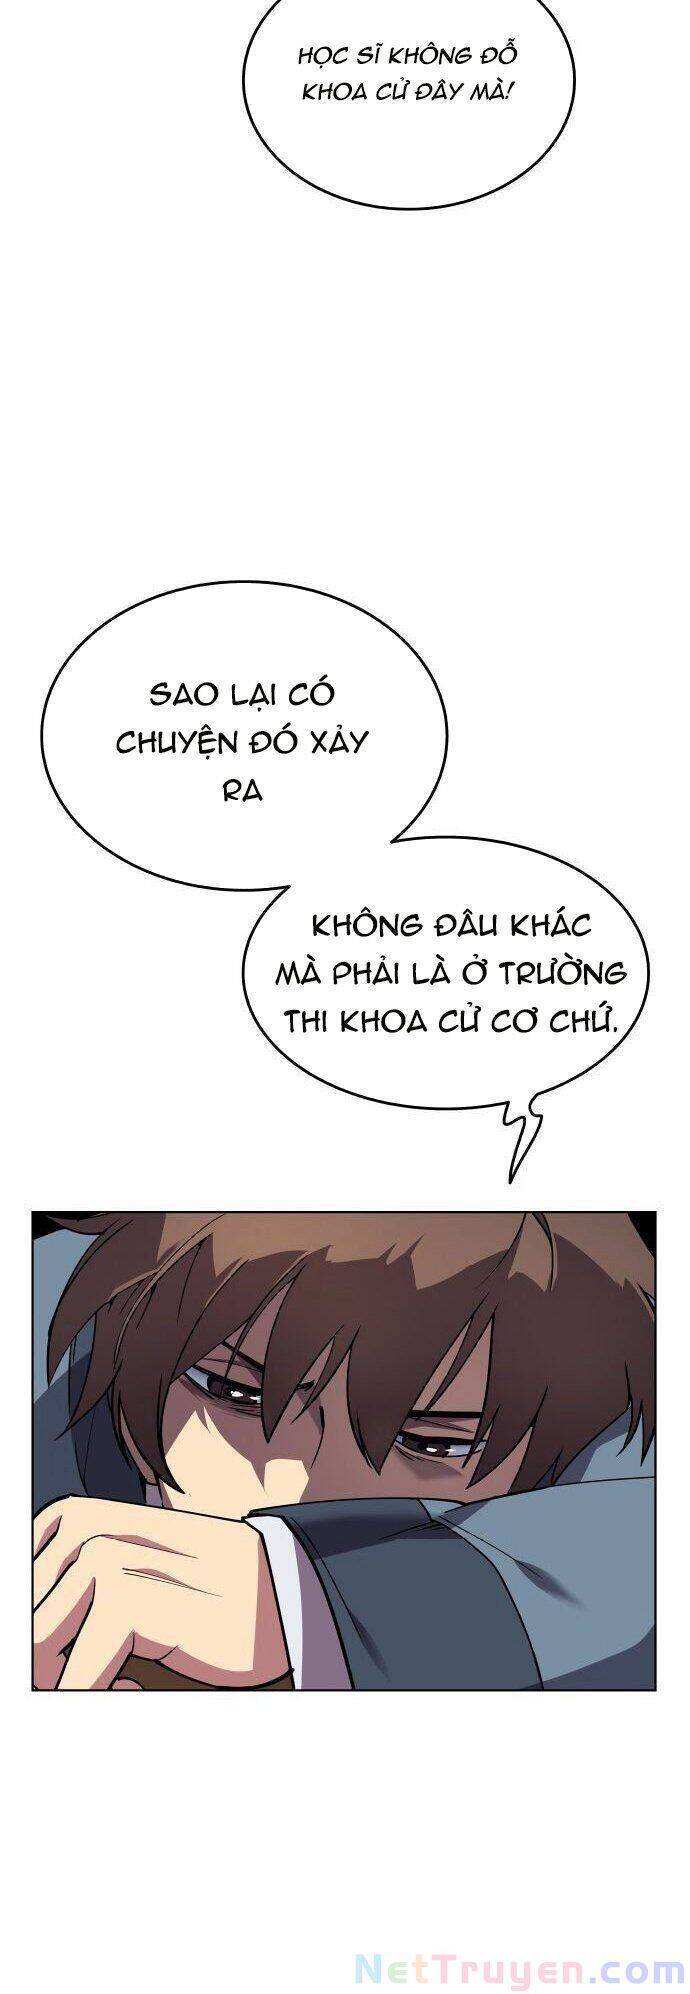 HỌC SĨ KHÔNG ĐỖ
KHOA CỬ ĐÂY MÀ!
SAO LẠI CÓ
CHUYỆN ĐÓ XẢY
RA
KHÔNG ĐÂU KHÁC
MÀ PHẢI LÀ Ở TRƯỜNG
THI KHOA CỬ CƠ CHỨ.
NetTruyen.com